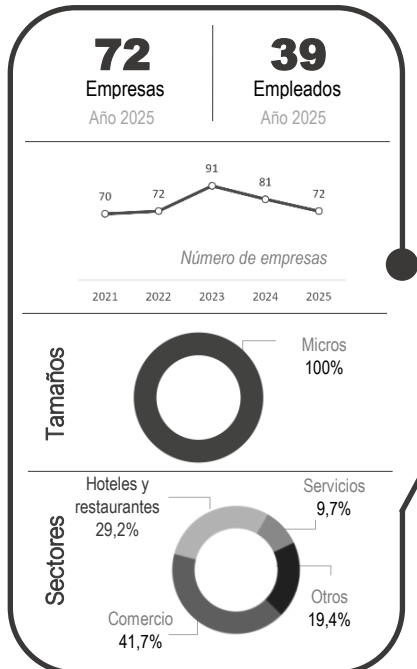 72
Empresas
Año 2025
39
Empleados
Año 2025
70
72
91
81
72
Número de empresas
2021 2022 2023 2024 2025
Tamaños
Micros
100%
Sectores
Hoteles y
restaurantes
29,2%
Servicios
9,7%
Otros
19,4%
Comercio
41,7%